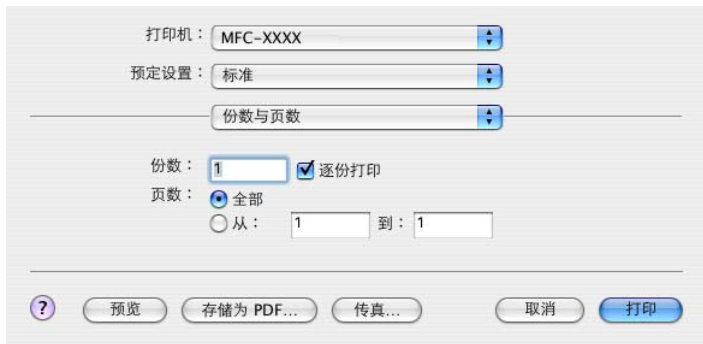 打印机： MFC-XXXX
预定设置： 标准
份数与页数
份数： 1 逐份打印
页数： 全部
从： 1 到： 1
? 预览 存储为 PDF... 传真... 取消 打印